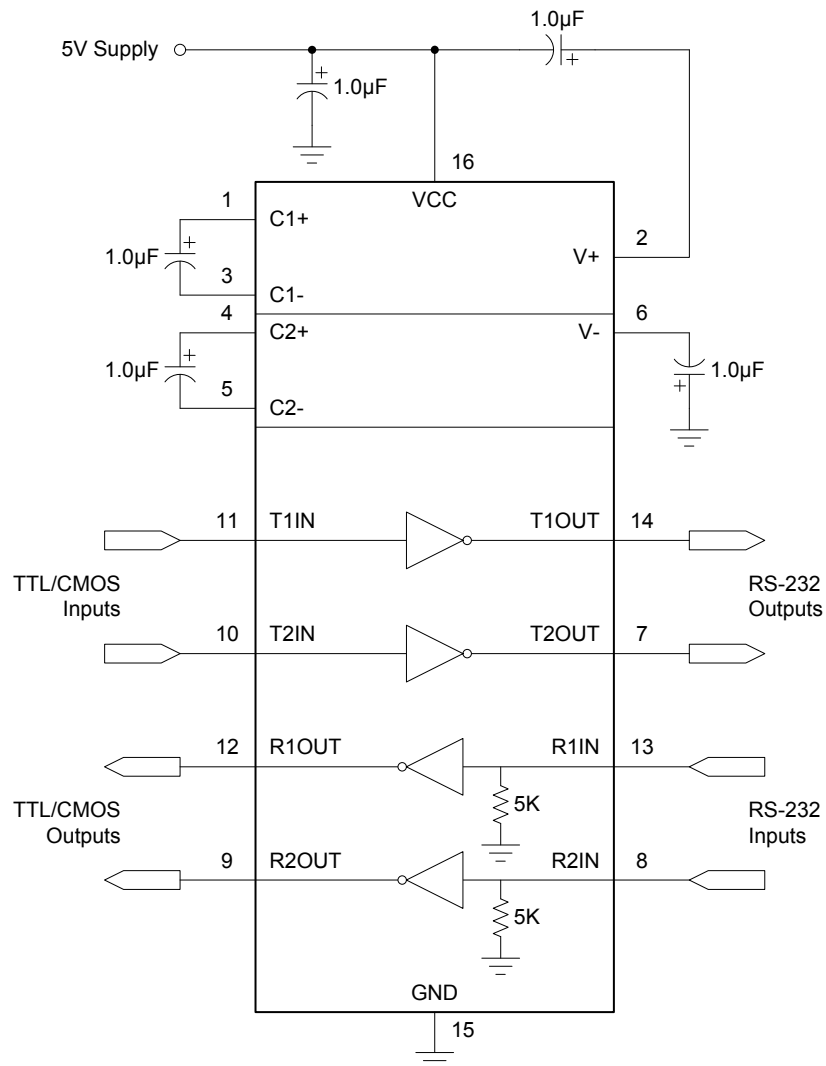 1.0µF
5V Supply
+
+
1.0µF
16
VCC
1
C1+
2
V+
+
1.0µF
3
C1-
4
C2+
6
V-
+
1.0µF
5
C2-
1.0µF
+
11 T1IN T1OUT 14
TTL/CMOS
Inputs
RS-232
Outputs
10 T2IN T2OUT 7
12 R1OUT R1IN 13
5K
TTL/CMOS
Outputs
RS-232
Inputs
9 R2OUT R2IN 8
5K
GND
15